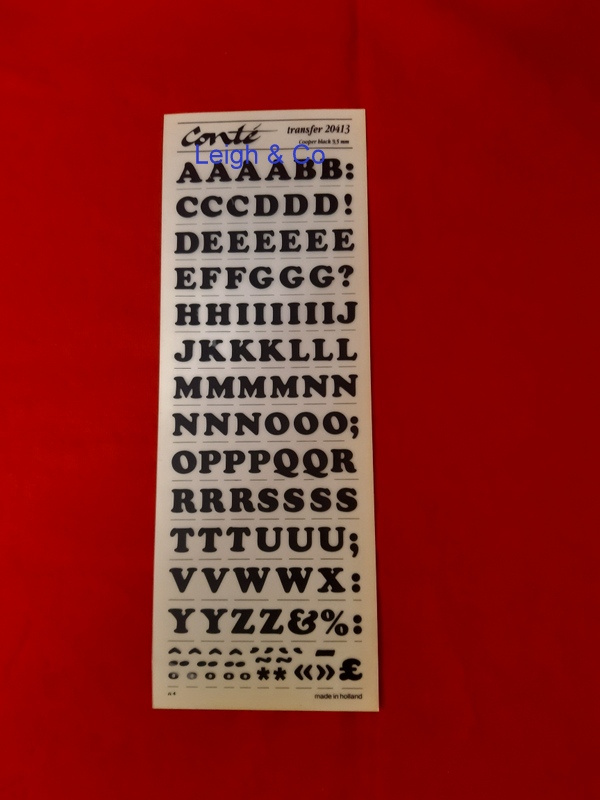 Conté
transfer 20413
Cooper black 9,5 mm
Leigh & Co
AAAABB:
CCCDDD!
DEEEEEE
EFFGGG?
HHIIIIIIJ
JKKKLLL
MMMMNN
NNNOOO;
OPPPQQR
RRRSSSS
TTTUUU;
VVWWX:
YYZZ&%:
**«»£
made in holland